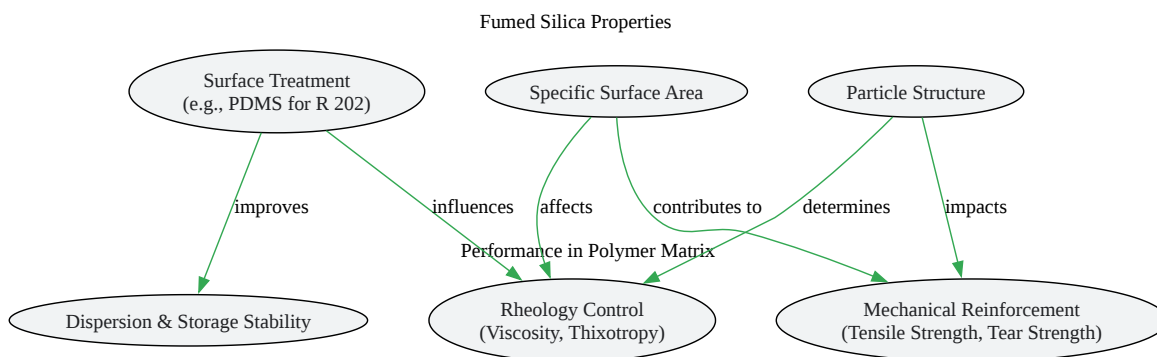 Fumed Silica Properties
Surface Treatment
(e.g., PDMS for R 202)
Specific Surface Area
Particle Structure
improves
influences
affects
contributes to
determines
impacts
Performance in Polymer Matrix
Dispersion & Storage Stability
Rheology Control
(Viscosity, Thixotropy)
Mechanical Reinforcement
(Tensile Strength, Tear Strength)